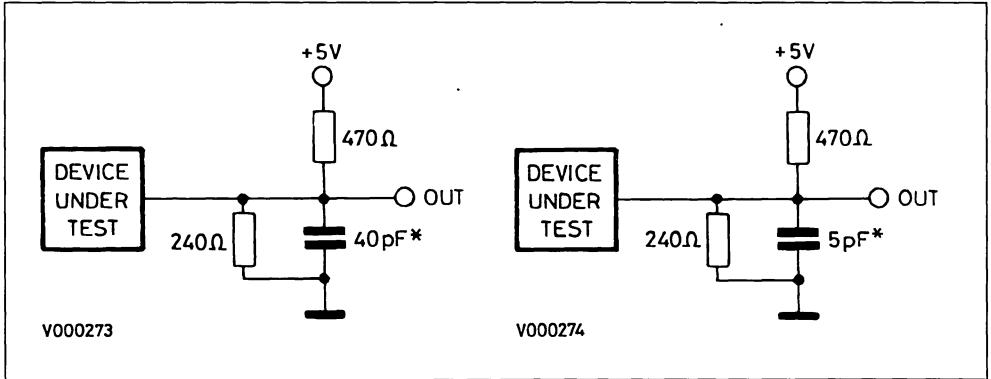 +5V
470Ω
DEVICE
UNDER
TEST
OUT
240Ω
40pF*
V000273
+5V
470Ω
DEVICE
UNDER
TEST
OUT
240Ω
5pF*
V000274